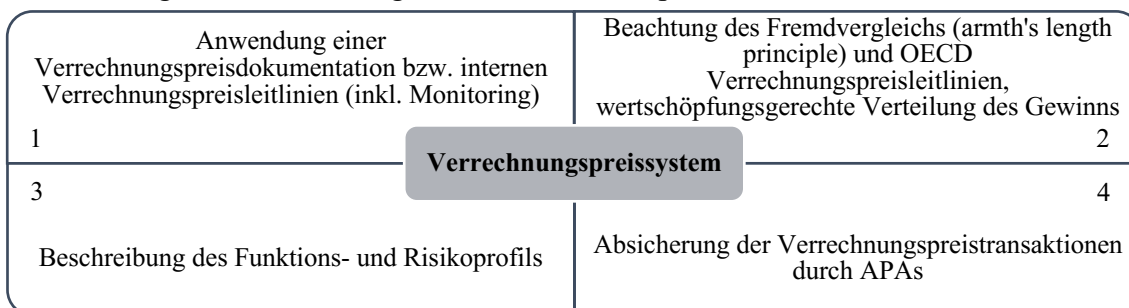 Anwendung einer
Verrechnungspreisdokumentation bzw. internen
Verrechnungspreisleitlinien (inkl. Monitoring)
1
Beachtung des Fremdvergleichs (armth's length
principle) und OECD
Verrechnungspreisleitlinien,
wertschöpfungsgerechte Verteilung des Gewinns
2
Verrechnungspreissystem
3
Beschreibung des Funktions- und Risikoprofils
4
Absicherung der Verrechnungspreistransaktionen
durch APAs